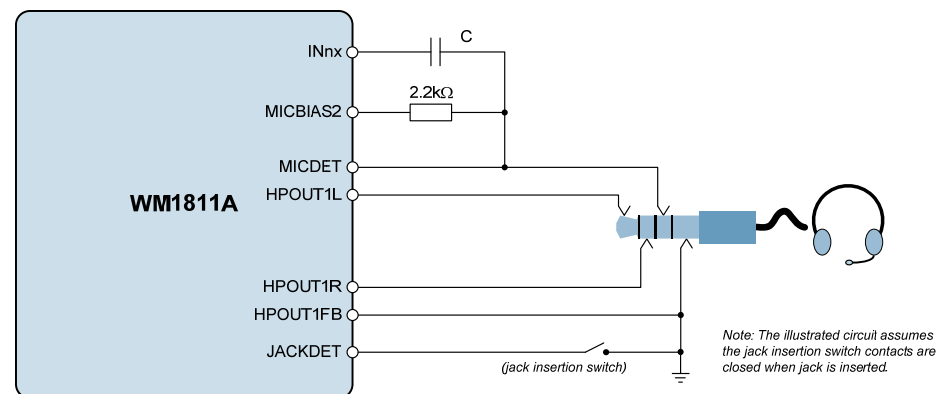 INnx
C
2.2kΩ
MICBIAS2
MICDET
HPOUT1L
WM1811A
HPOUT1R
HPOUT1FB
JACKDET
(jack insertion switch)
Note: The illustrated circuit assumes
the jack insertion switch contacts are
closed when jack is inserted.